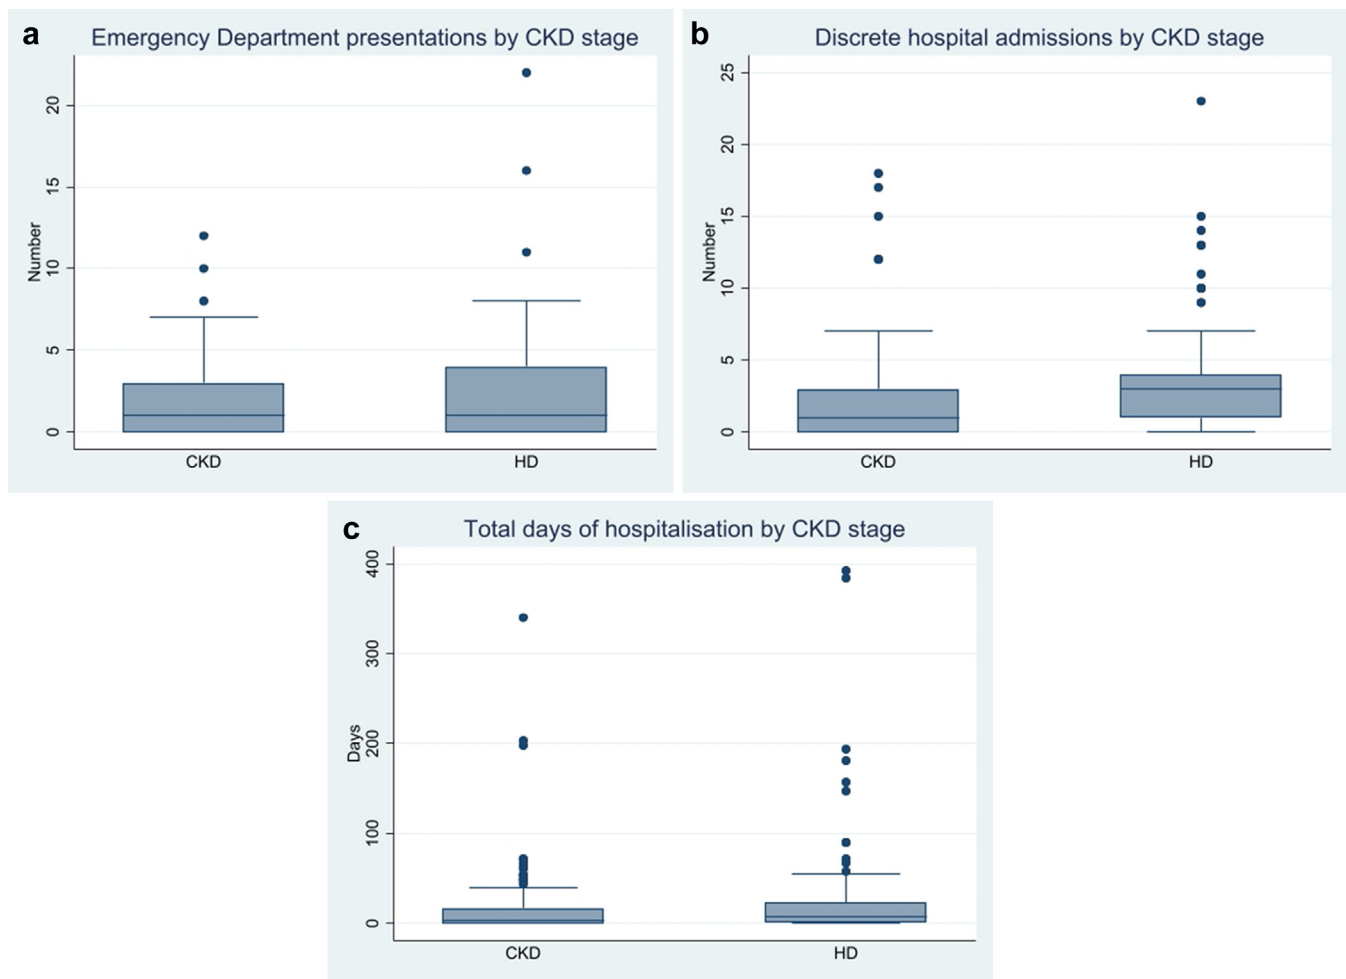 a
Emergency Department presentations by CKD stage
Number
20
15
10
5
0
CKD
HD
b
Discrete hospital admissions by CKD stage
Number
25
20
15
10
5
0
CKD
HD
c
Total days of hospitalisation by CKD stage
Days
400
300
200
100
0
CKD
HD